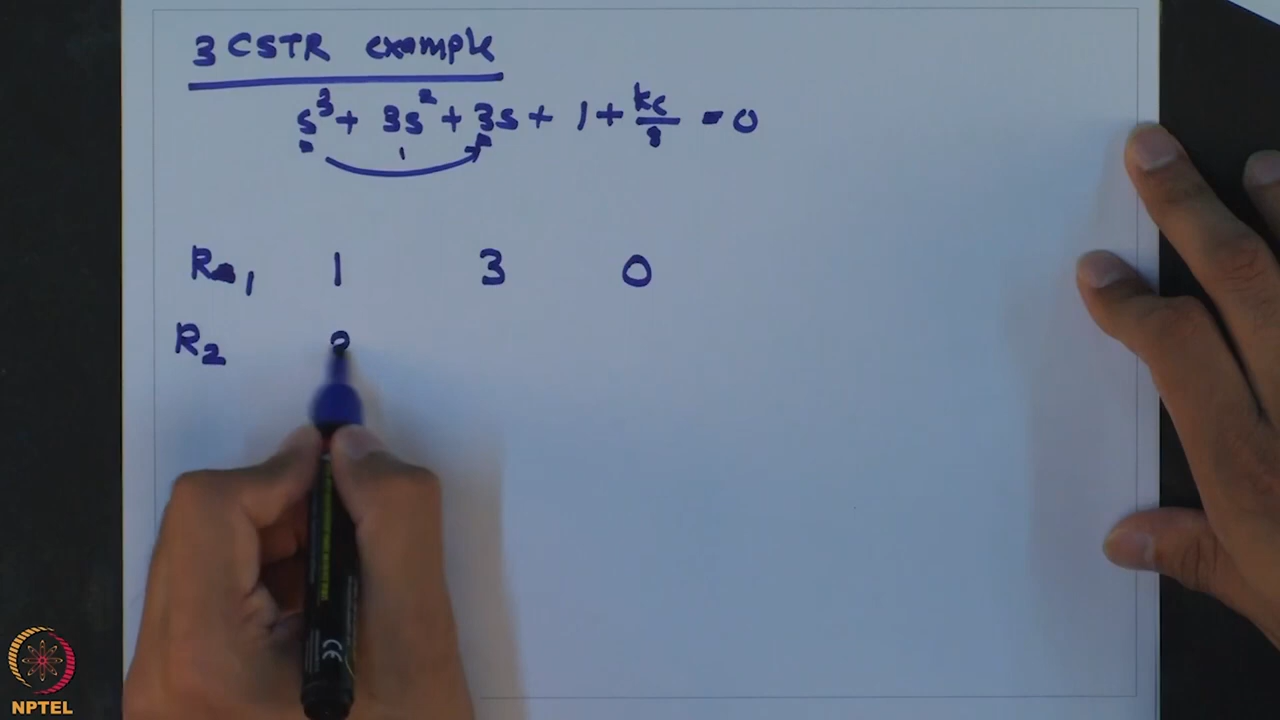 3 CSTR example
s³ + 3s² + 3s + 1 + Kc/8 = 0
R1 1 3 0
R2
NPTEL